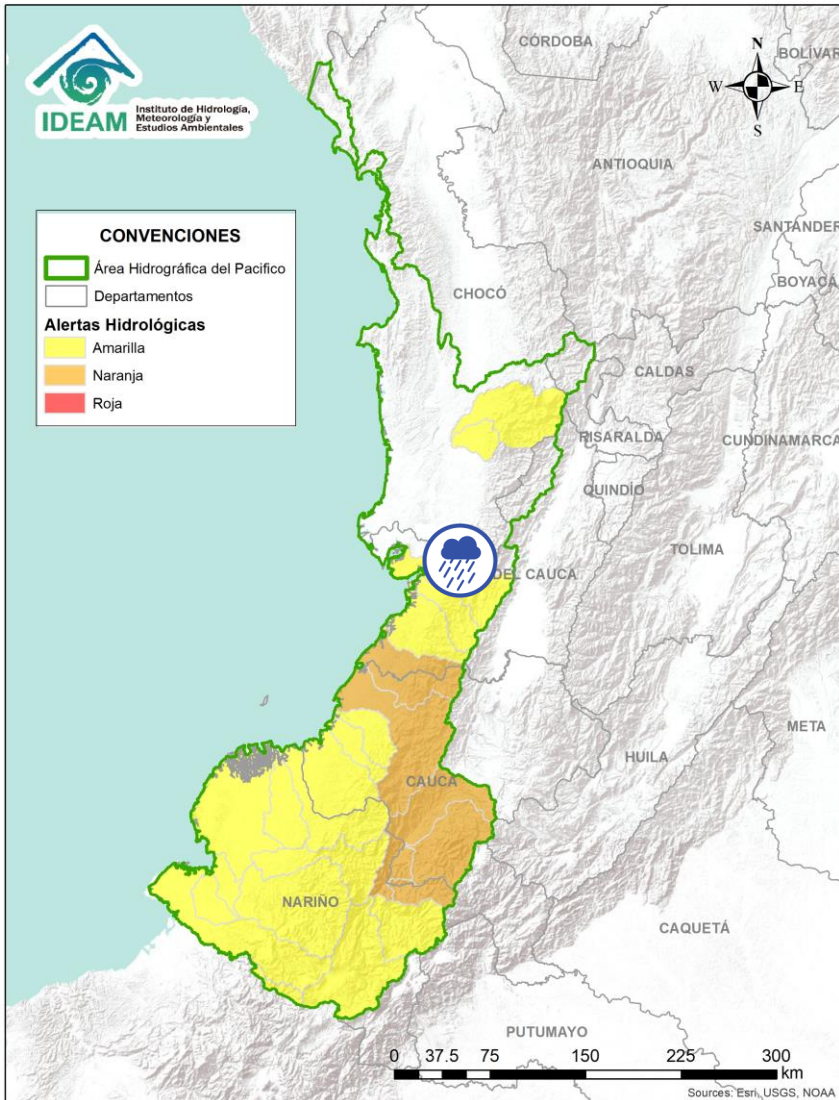 IDEAM
Instituto de Hidrología,
Meteorología y
Estudios Ambientales
N
W
E
S
CONVENCIONES
Área Hidrográfica del Pacifico
Departamentos
Alertas Hidrológicas
Amarilla
Naranja
Roja
CÓRDOBA
BOLÍVAR
ANTIOQUIA
SANTANDER
BOYACÁ
CHOCÓ
CALDAS
RISARALDA
CUNDINAMARCA
QUINDÍO
TOLIMA
DEL CAUCA
META
HUILA
CAUCA
NARIÑO
CAQUETÁ
PUTUMAYO
0 37.5 75 150 225 300
km
Sources: Esri, USGS, NOAA